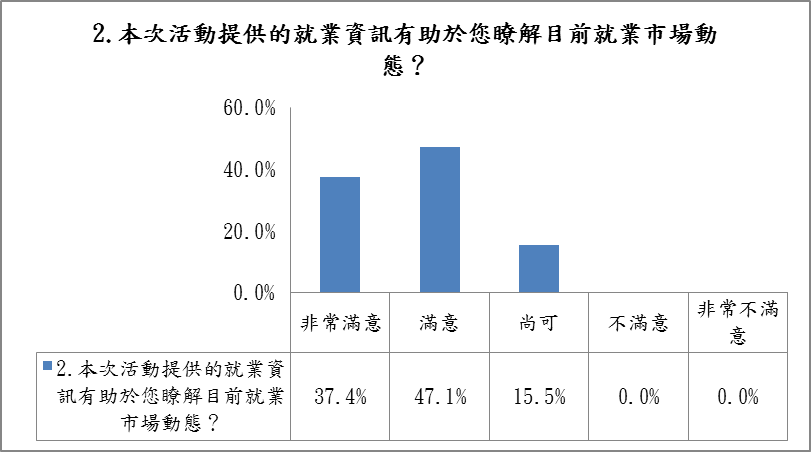 2.本次活動提供的就業資訊有助於您瞭解目前就業市場動
態？
60.0%
40.0%
20.0%
0.0%
非常滿意 滿意 尚可 不滿意 非常不滿
意
2.本次活動提供的就業資
訊有助於您瞭解目前就業
市場動態？
37.4% 47.1% 15.5% 0.0% 0.0%